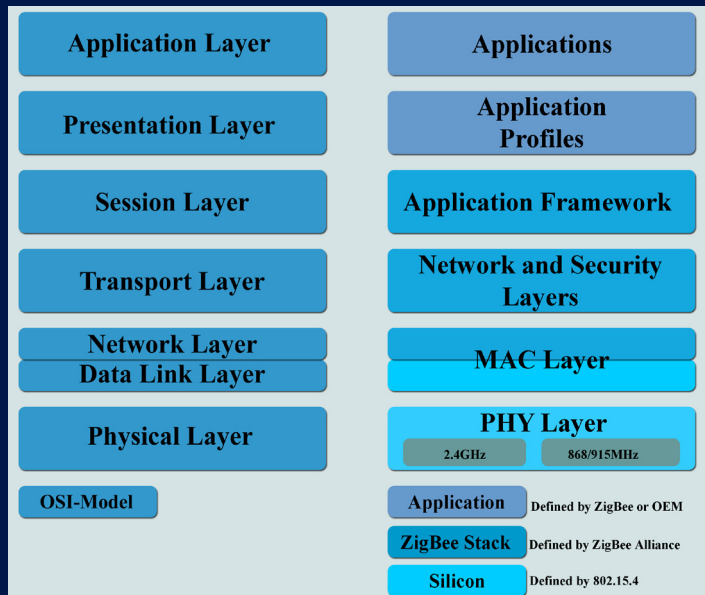 Application Layer
Presentation Layer
Session Layer
Transport Layer
Network Layer
Data Link Layer
Physical Layer
OSI-Model
Applications
Application
Profiles
Application Framework
Network and Security
Layers
MAC Layer
PHY Layer
2.4GHz
868/915MHz
Application
Defined by ZigBee or OEM
ZigBee Stack
Defined by ZigBee Alliance
Silicon
Defined by 802.15.4